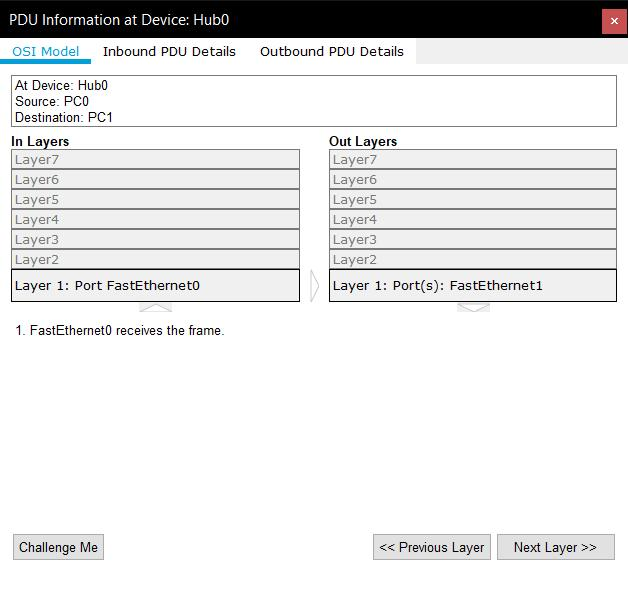 PDU Information at Device: Hub0
×
OSI Model Inbound PDU Details Outbound PDU Details
At Device: Hub0
Source: PC0
Destination: PC1
In Layers
Layer7
Layer6
Layer5
Layer4
Layer3
Layer2
Layer 1: Port FastEthernet0
Out Layers
Layer7
Layer6
Layer5
Layer4
Layer3
Layer2
Layer 1: Port(s): FastEthernet1
1. FastEthernet0 receives the frame.
Challenge Me
<< Previous Layer
Next Layer >>